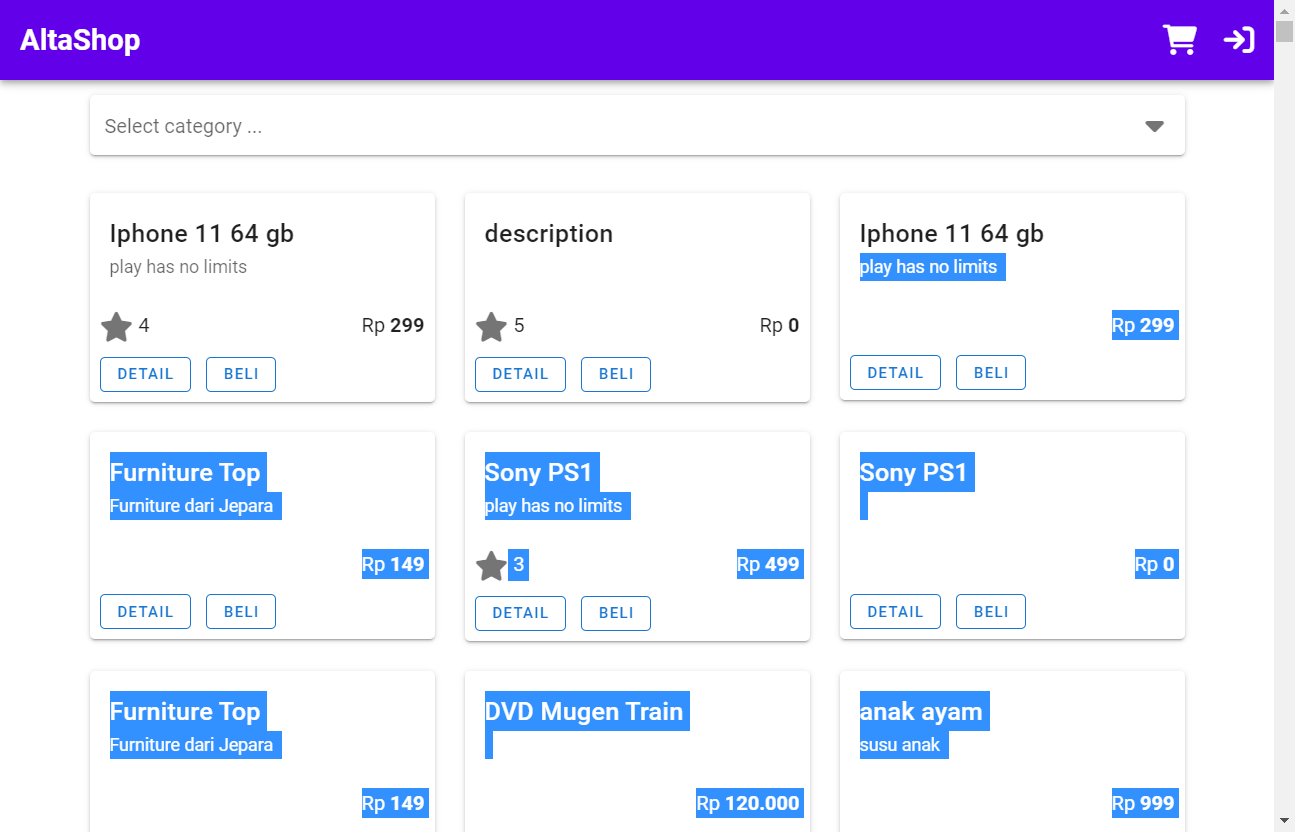 AltaShop
Select category ...
Iphone 11 64 gb
play has no limits
4
Rp 299
DETAIL
BELI
description
5
Rp 0
DETAIL
BELI
Iphone 11 64 gb
play has no limits
Rp 299
DETAIL
BELI
Furniture Top
Furniture dari Jepara
Rp 149
DETAIL
BELI
Sony PS1
play has no limits
3
Rp 499
DETAIL
BELI
Sony PS1
Rp 0
DETAIL
BELI
Furniture Top
Furniture dari Jepara
Rp 149
DVD Mugen Train
Rp 120.000
anak ayam
susu anak
Rp 999